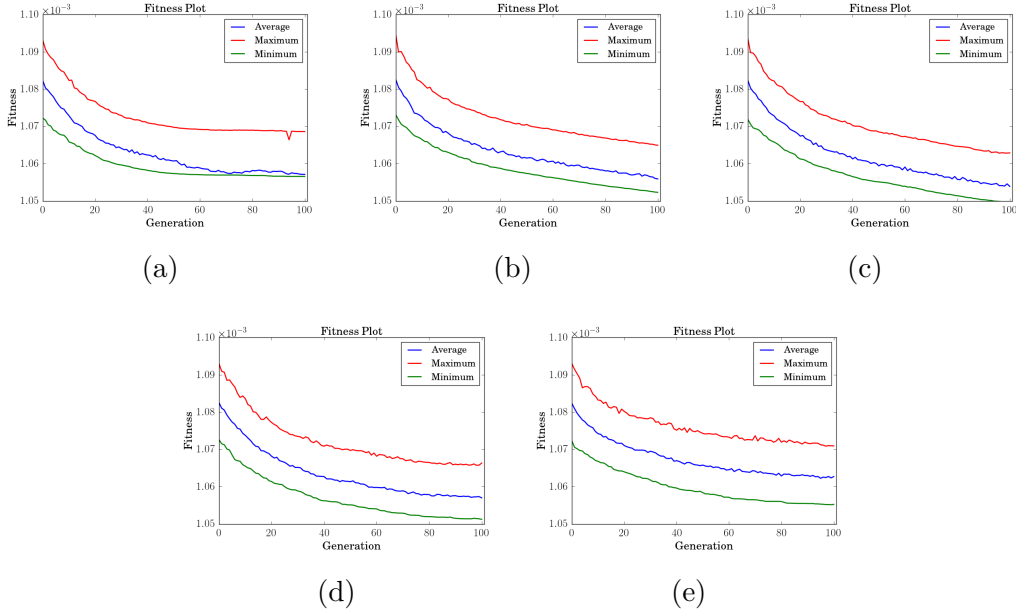 1.10 ×10⁻³ Fitness Plot
Average
Maximum
Minimum
1.09
1.08
1.07
1.06
1.05
Fitness
0 20 40 60 80 100
Generation
(a)
1.10 ×10⁻³ Fitness Plot
Average
Maximum
Minimum
1.09
1.08
1.07
1.06
1.05
Fitness
0 20 40 60 80 100
Generation
(b)
1.10 ×10⁻³ Fitness Plot
Average
Maximum
Minimum
1.09
1.08
1.07
1.06
1.05
Fitness
0 20 40 60 80 100
Generation
(c)
1.10 ×10⁻³ Fitness Plot
Average
Maximum
Minimum
1.09
1.08
1.07
1.06
1.05
Fitness
0 20 40 60 80 100
Generation
(d)
1.10 ×10⁻³ Fitness Plot
Average
Maximum
Minimum
1.09
1.08
1.07
1.06
1.05
Fitness
0 20 40 60 80 100
Generation
(e)